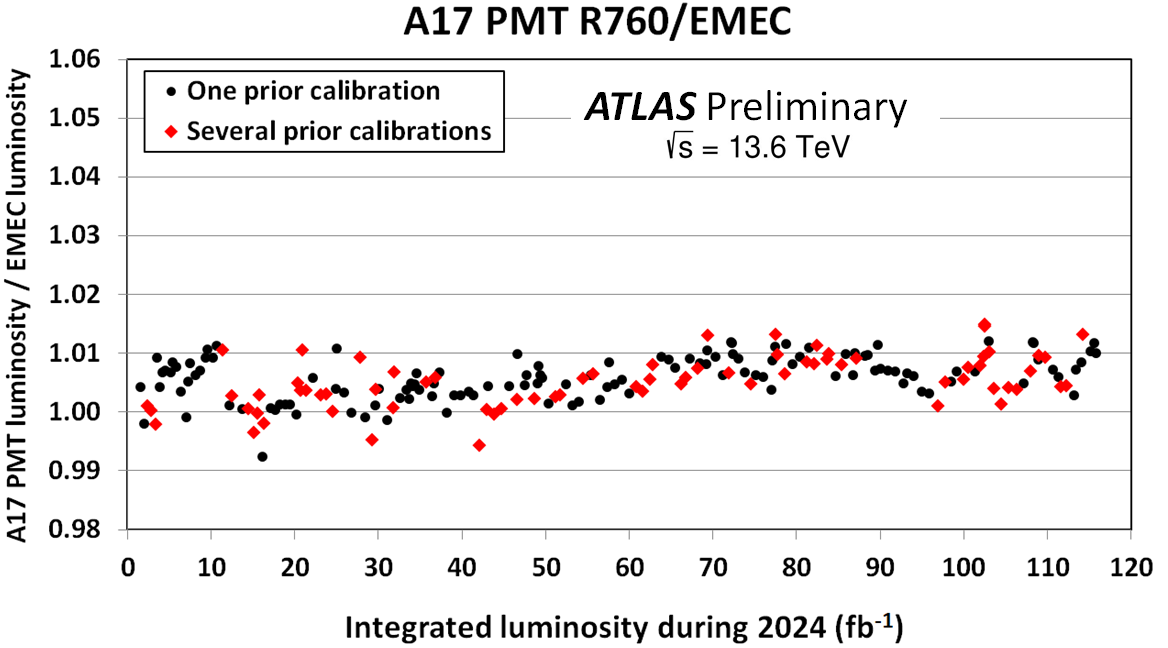 A17 PMT R760/EMEC
A17 PMT luminosity / EMEC luminosity
1.06
1.05
1.04
1.03
1.02
1.01
1.00
0.99
0.98
One prior calibration
Several prior calibrations
ATLAS Preliminary
√s = 13.6 TeV
0 10 20 30 40 50 60 70 80 90 100 110 120
Integrated luminosity during 2024 (fb⁻¹)